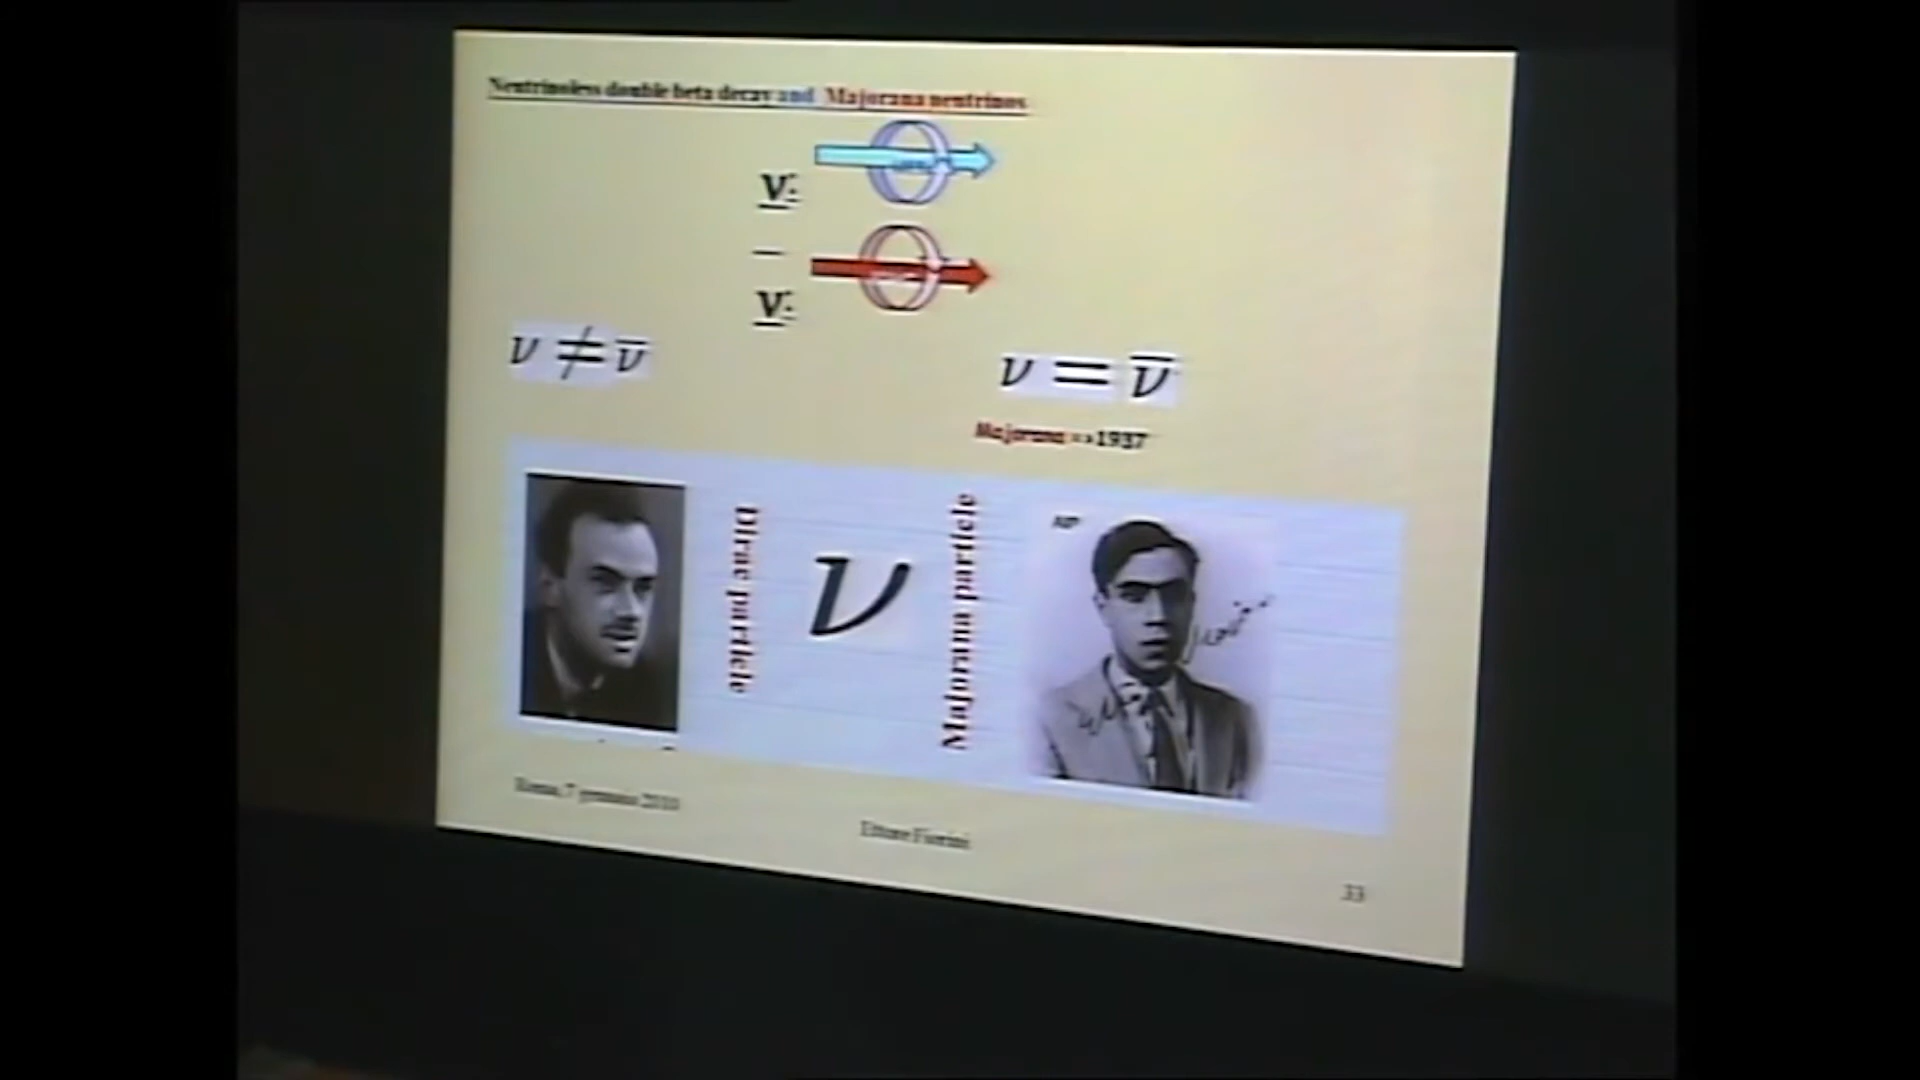 Neutrinoless double beta decay and Majorana neutrinos
ν:
ν̅:
ν ≠ ν̅
ν = ν̅
Majorana =>1937
Dirac particle
ν
Majorana particle
AIP
Roma, 7 gennaio 2010
Ettore Fiorini
33